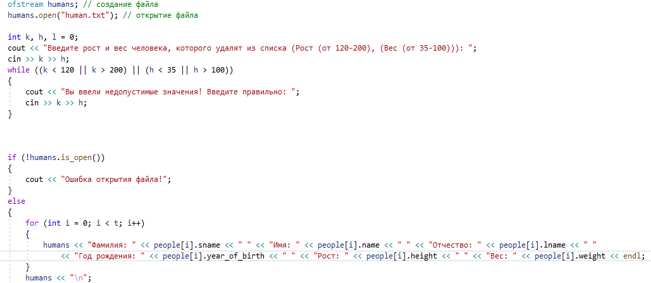 ofstream humans; // создание файла
humans.open("human.txt"); // открытие файла
int k, h, l = 0;
cout << "Введите рост и вес человека, которого удалят из списка (Рост (от 120-200), (Вес (от 35-100))): ";
cin >> k >> h;
while ((k < 120 || k > 200) || (h < 35 || h > 100))
{
cout << "Вы ввели недопустимые значения! Введите правильно: ";
cin >> k >> h;
}
if (!humans.is_open())
{
cout << "Ошибка открытия файла!";
}
else
{
for (int i = 0; i < t; i++)
{
humans << "Фамилия: " << people[i].sname << " " << "Имя: " << people[i].name << " " << "Отчество: " << people[i].lname << " "
<< "Год рождения: " << people[i].year_of_birth << " " << "Рост: " << people[i].height << " " << "Вес: " << people[i].weight << endl;
}
humans << "\n";